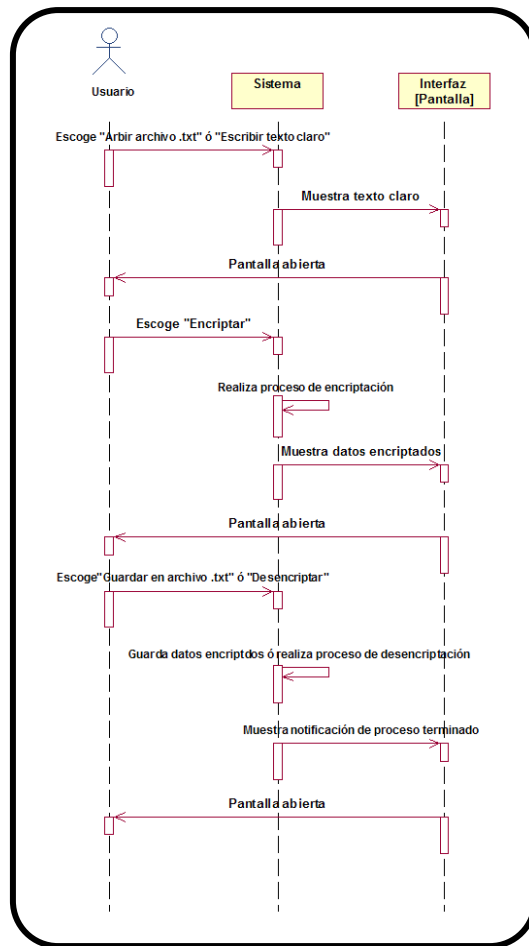 Usuario
Sistema
Interfaz
[Pantalla]
Escoge "Arbir archivo .txt" ó "Escribir texto claro"
Muestra texto claro
Pantalla abierta
Escoge "Encriptar"
Realiza proceso de encriptación
Muestra datos encriptados
Pantalla abierta
Escoge"Guardar en archivo .txt" ó "Desencriptar"
Guarda datos encriptdos ó realiza proceso de desencriptación
Muestra notificación de proceso terminado
Pantalla abierta